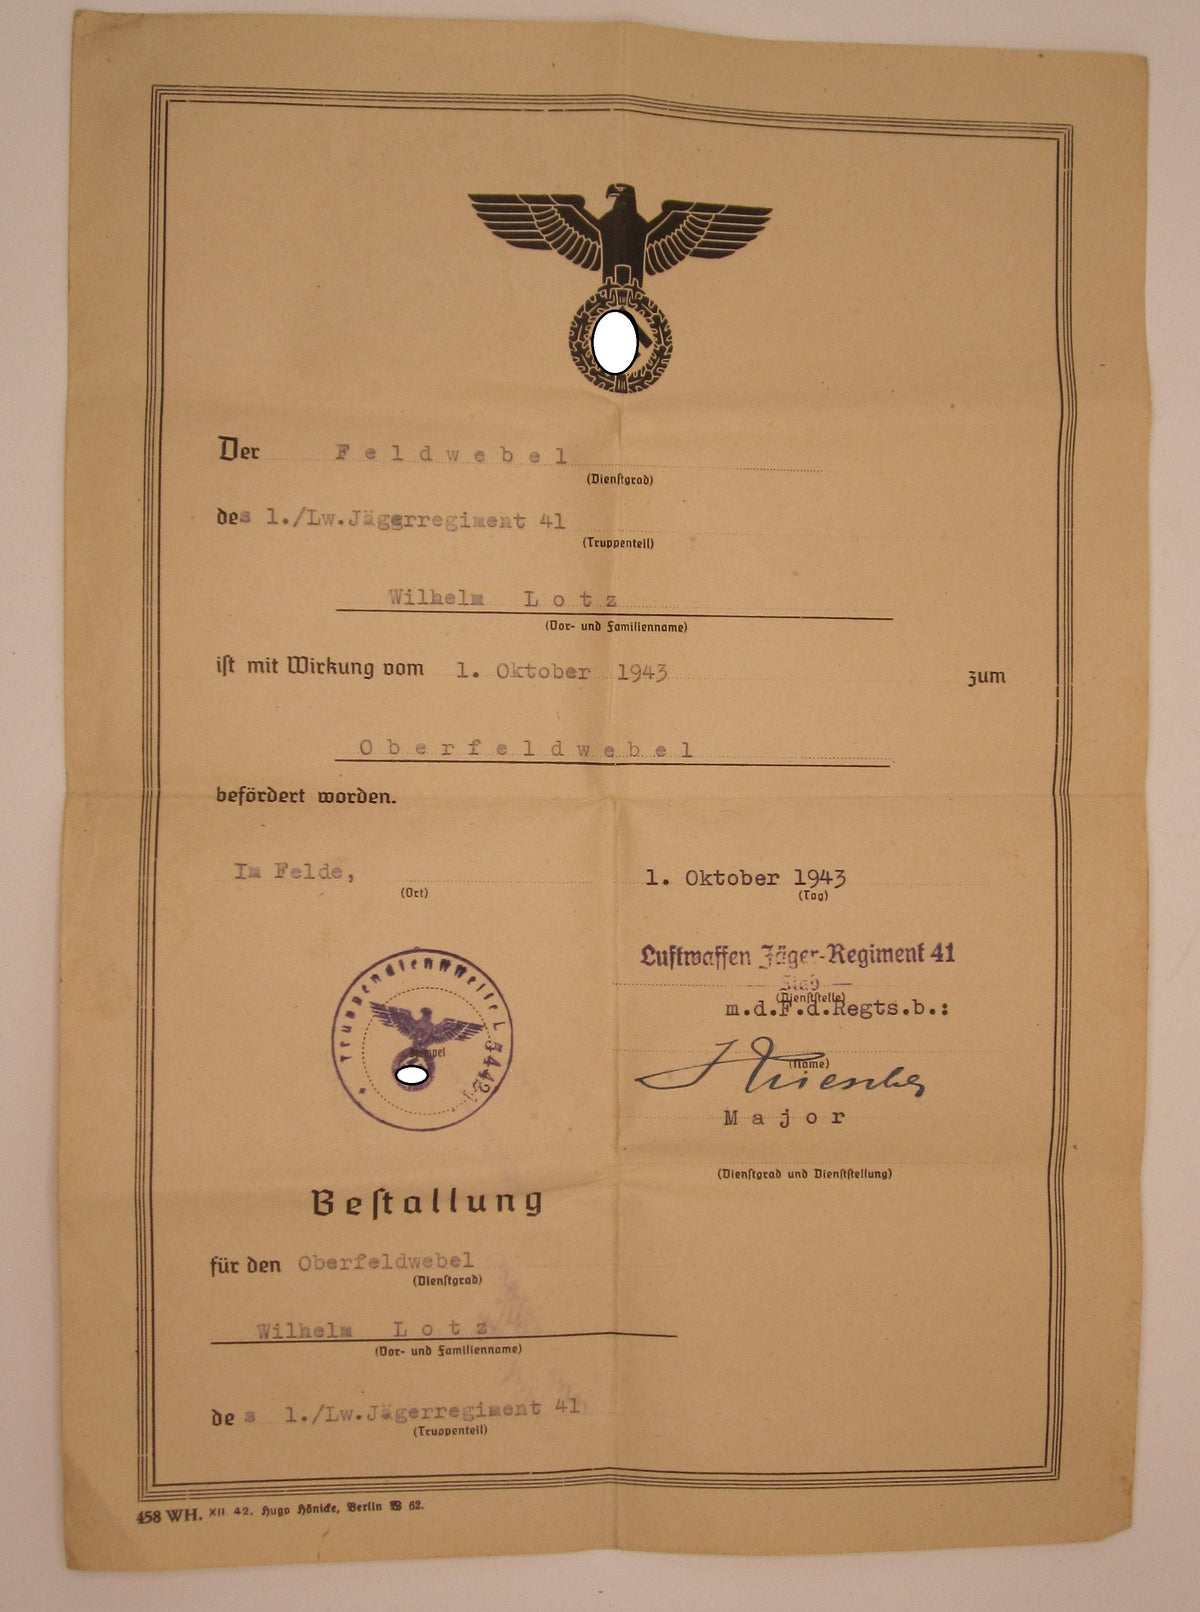 Der Feldwebel
(Dienstgrad)
des 1./Lw.Jägerregiment 41
(Truppenteil)
Wilhelm Lotz
(Vor- und Familienname)
ist mit Wirkung vom 1. Oktober 1943 zum
Oberfeldwebel
befördert worden.
Im Felde, 1. Oktober 1943
(Ort) (Tag)
Luftwaffen Jäger-Regiment 41
Stab
(Dienststelle)
m.d.F.d.Regts.b.:
Truppendienststelle L
Stempel
(Name)
Major
(Dienstgrad und Dienststellung)
Bestallung
für den Oberfeldwebel
(Dienstgrad)
Wilhelm Lotz
(Vor- und Familienname)
des 1./Lw.Jägerregiment 41
(Truppenteil)
458 WH. XII 42. Hugo Hönicke, Berlin W 62.